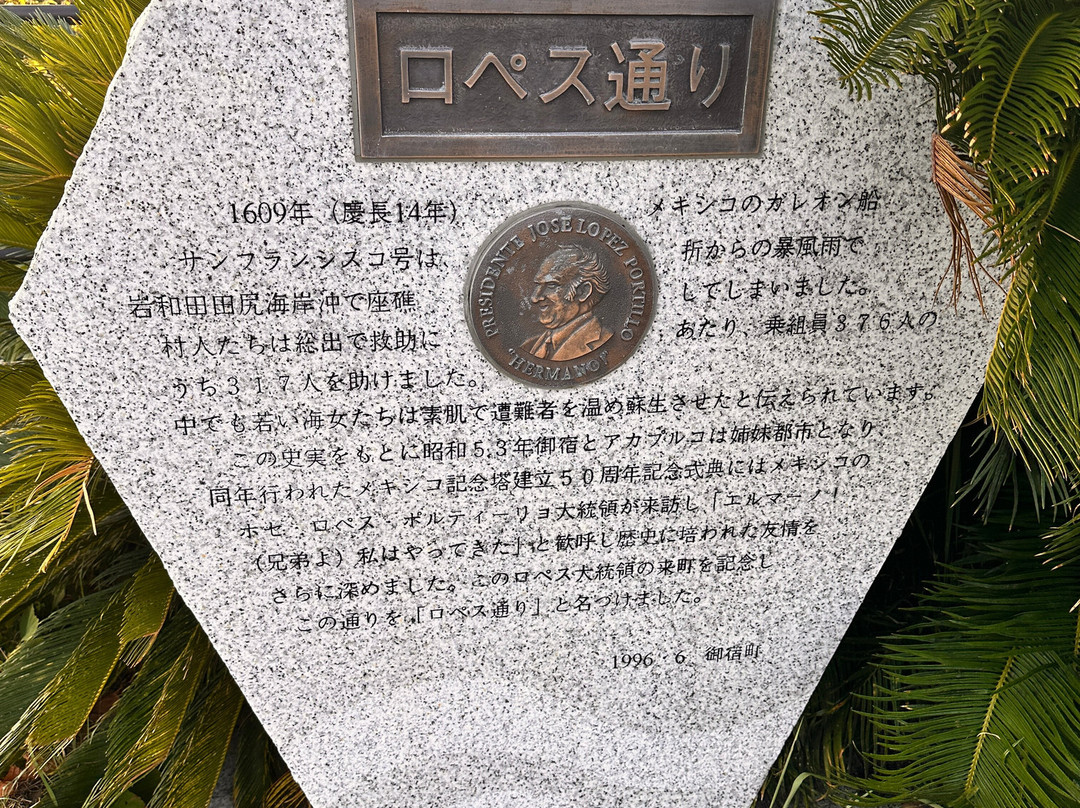 ロペス通り
1609年（慶長14年）メキシコのガレオン船
サンフランシスコ号は、折からの暴風雨で
岩和田田尻海岸沖で座礁してしまいました。
村人たちは総出で救助にあたり、乗組員３７６人の
うち３１７人を助けました。
中でも若い海女たちは素肌で遭難者を温め蘇生させたと伝えられています。
この史実をもとに昭和５３年御宿とアカプルコは姉妹都市となり
同年行われたメキシコ記念塔建立５０周年記念式典にはメキシコの
ホセ・ロペス・ポルティーリョ大統領が来訪し「エルマーノ！
（兄弟よ）私はやってきた」と歓呼し歴史に培われた友情を
さらに深めました。このロペス大統領の来町を記念し
この通りを「ロペス通り」と名づけました。
1996・6 御宿町
PRESIDENTE JOSE LOPEZ PORTILLO
"HERMANO!"